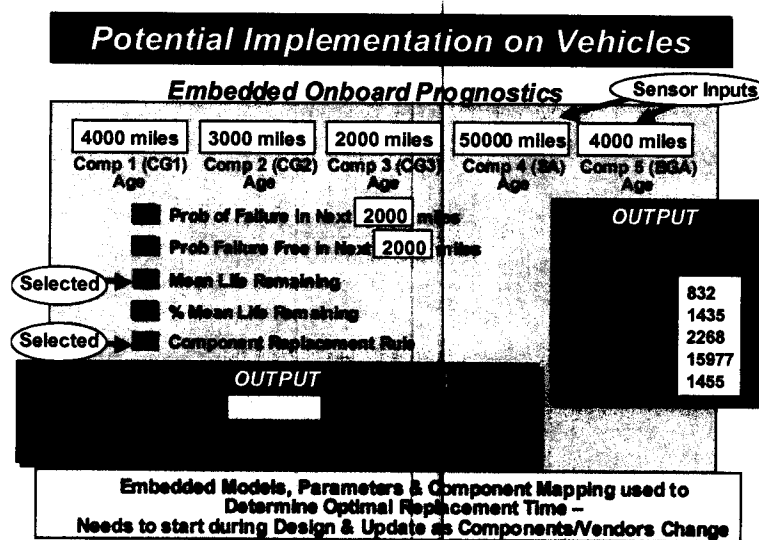 Potential Implementation on Vehicles
Embedded Onboard Prognostics
Sensor Inputs
4000 miles
3000 miles
2000 miles
50000 miles
4000 miles
Comp 1 (CG1)
Age
Comp 2 (CG2)
Age
Comp 3 (CG3)
Age
Comp 4 (SA)
Age
Comp 5 (BGA)
Age
Prob of Failure in Next 2000 miles
Prob Failure Free in Next 2000 miles
Selected
Mean Life Remaining
% Mean Life Remaining
Selected
Component Replacement Rule
OUTPUT
832
1435
2268
15977
1455
OUTPUT
Embedded Models, Parameters & Component Mapping used to
Determine Optimal Replacement Time –
Needs to start during Design & Update as Components/Vendors Change